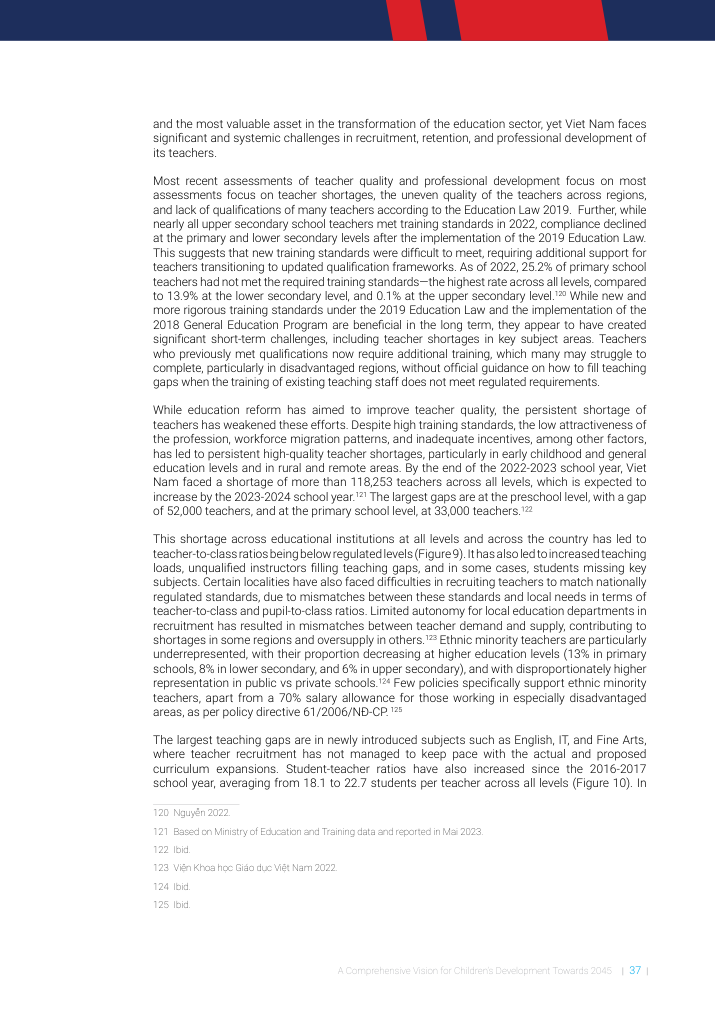 and the most valuable asset in the transformation of the education sector, yet Viet Nam faces
significant and systemic challenges in recruitment, retention, and professional development of
its teachers.
Most recent assessments of teacher quality and professional development focus on most
assessments focus on teacher shortages, the uneven quality of the teachers across regions,
and lack of qualifications of many teachers according to the Education Law 2019. Further, while
nearly all upper secondary school teachers met training standards in 2022, compliance declined
at the primary and lower secondary levels after the implementation of the 2019 Education Law.
This suggests that new training standards were difficult to meet, requiring additional support for
teachers transitioning to updated qualification frameworks. As of 2022, 25.2% of primary school
teachers had not met the required training standards—the highest rate across all levels, compared
to 13.9% at the lower secondary level, and 0.1% at the upper secondary level.120 While new and
more rigorous training standards under the 2019 Education Law and the implementation of the
2018 General Education Program are beneficial in the long term, they appear to have created
significant short-term challenges, including teacher shortages in key subject areas. Teachers
who previously met qualifications now require additional training, which many may struggle to
complete, particularly in disadvantaged regions, without official guidance on how to fill teaching
gaps when the training of existing teaching staff does not meet regulated requirements.
While education reform has aimed to improve teacher quality, the persistent shortage of
teachers has weakened these efforts. Despite high training standards, the low attractiveness of
the profession, workforce migration patterns, and inadequate incentives, among other factors,
has led to persistent high-quality teacher shortages, particularly in early childhood and general
education levels and in rural and remote areas. By the end of the 2022-2023 school year, Viet
Nam faced a shortage of more than 118,253 teachers across all levels, which is expected to
increase by the 2023-2024 school year.121 The largest gaps are at the preschool level, with a gap
of 52,000 teachers, and at the primary school level, at 33,000 teachers.122
This shortage across educational institutions at all levels and across the country has led to
teacher-to-class ratios being below regulated levels (Figure 9). It has also led to increased teaching
loads, unqualified instructors filling teaching gaps, and in some cases, students missing key
subjects. Certain localities have also faced difficulties in recruiting teachers to match nationally
regulated standards, due to mismatches between these standards and local needs in terms of
teacher-to-class and pupil-to-class ratios. Limited autonomy for local education departments in
recruitment has resulted in mismatches between teacher demand and supply, contributing to
shortages in some regions and oversupply in others.123 Ethnic minority teachers are particularly
underrepresented, with their proportion decreasing at higher education levels (13% in primary
schools, 8% in lower secondary, and 6% in upper secondary), and with disproportionately higher
representation in public vs private schools.124 Few policies specifically support ethnic minority
teachers, apart from a 70% salary allowance for those working in especially disadvantaged
areas, as per policy directive 61/2006/NĐ-CP.125
The largest teaching gaps are in newly introduced subjects such as English, IT, and Fine Arts,
where teacher recruitment has not managed to keep pace with the actual and proposed
curriculum expansions. Student-teacher ratios have also increased since the 2016-2017
school year, averaging from 18.1 to 22.7 students per teacher across all levels (Figure 10). In
120 Nguyễn 2022.
121 Based on Ministry of Education and Training data and reported in Mai 2023.
122 Ibid.
123 Viện Khoa học Giáo dục Việt Nam 2022.
124 Ibid.
125 Ibid.
A Comprehensive Vision for Children's Development Towards 2045 | 37 |